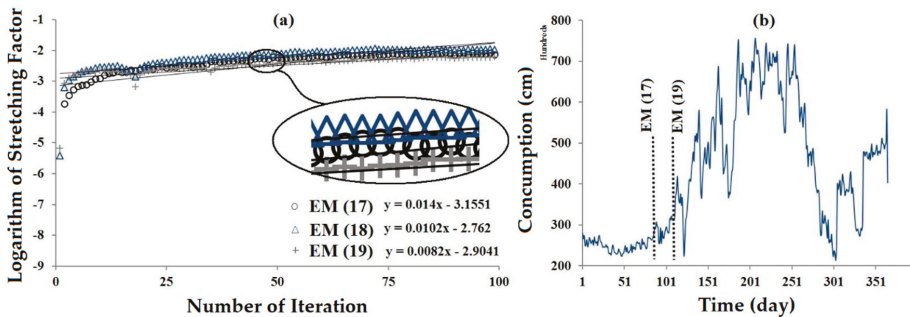 (a)
Logarithm of Stretching Factor
-1
-2
-3
-4
-5
-6
-7
-8
-9
0
25
50
75
100
Number of Iteration
EM (17) y = 0.014x - 3.1551
EM (18) y = 0.0102x - 2.762
EM (19) y = 0.0082x - 2.9041
(b)
Concumption (cm)
Hundreds
800
700
600
500
400
300
200
EM (17)
EM (19)
1
51
101
151
201
251
301
351
Time (day)